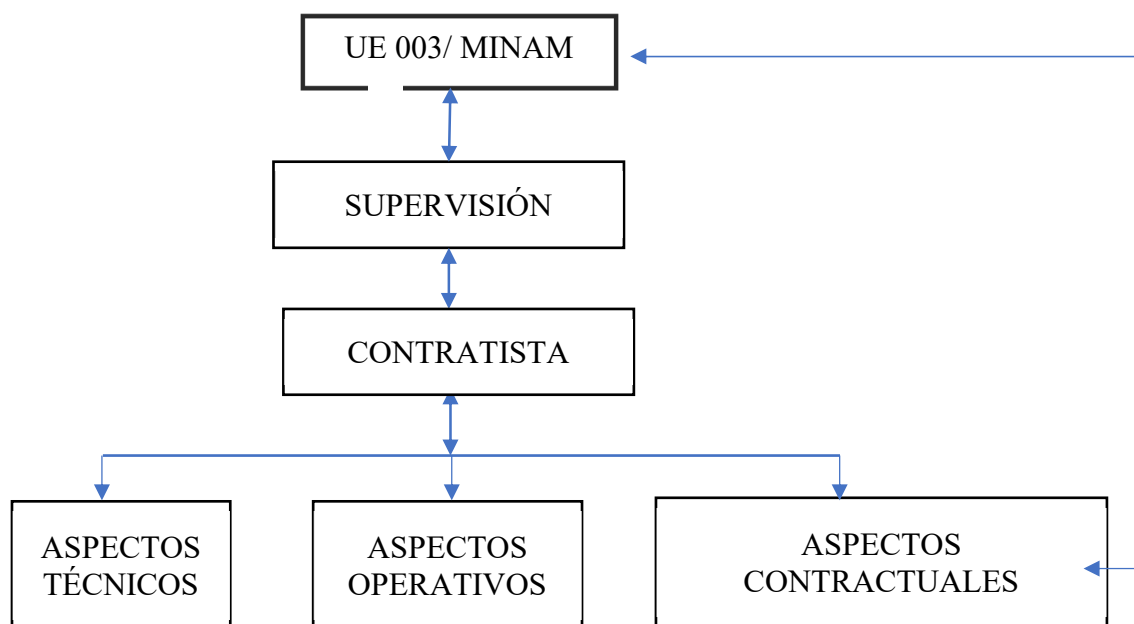 UE 003/ MINAM
SUPERVISIÓN
CONTRATISTA
ASPECTOS
TÉCNICOS
ASPECTOS
OPERATIVOS
ASPECTOS
CONTRACTUALES